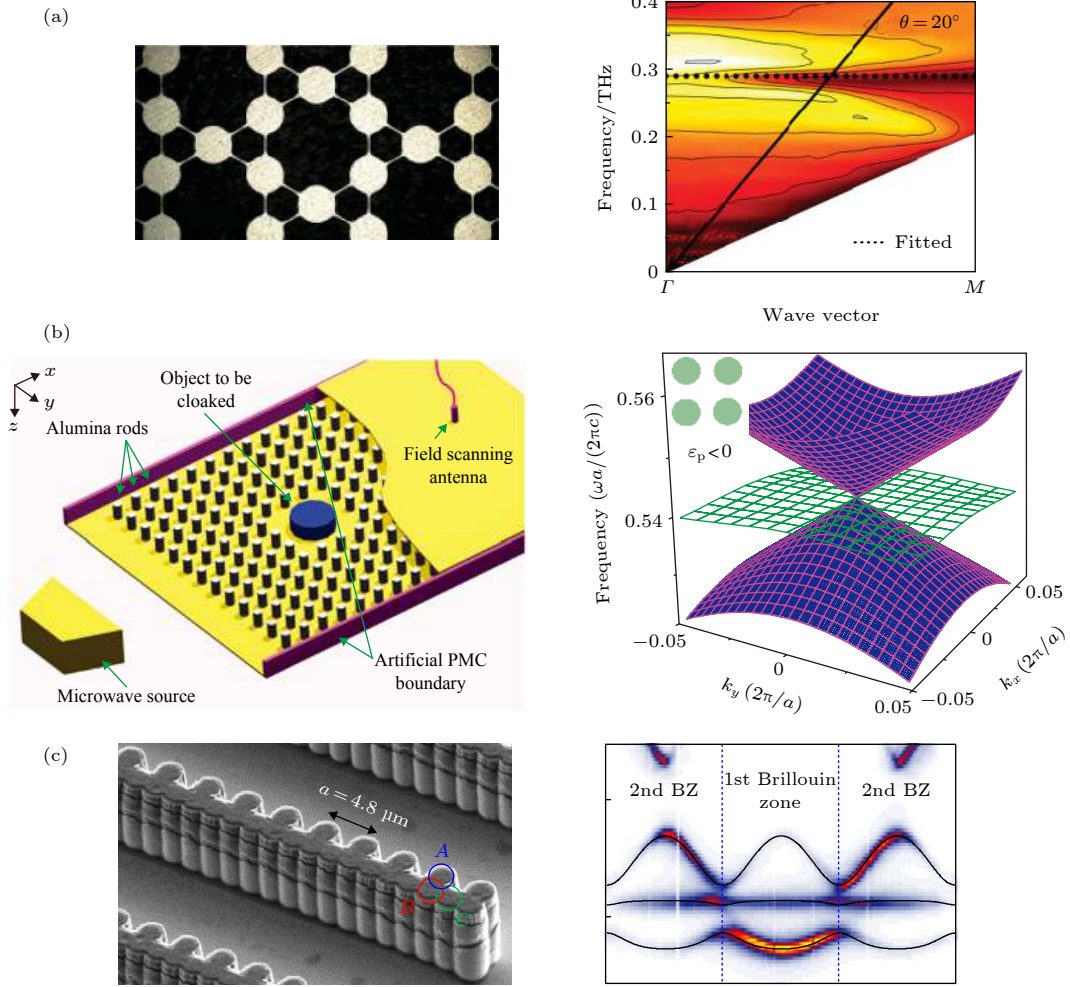 (a)
0.4
0.3
0.2
0.1
0
Frequency/THz
θ = 20°
Fitted
Γ
M
Wave vector
(b)
x
y
z
Object to be
cloaked
Alumina rods
Field scanning
antenna
Artificial PMC
boundary
Microwave source
0.56
0.54
Frequency (ωa/(2πc))
εp<0
−0.05
0
0.05
ky (2π/a)
−0.05
0
0.05
kx (2π/a)
(c)
a = 4.8 µm
A
B
C
2nd BZ
1st Brillouin
zone
2nd BZ